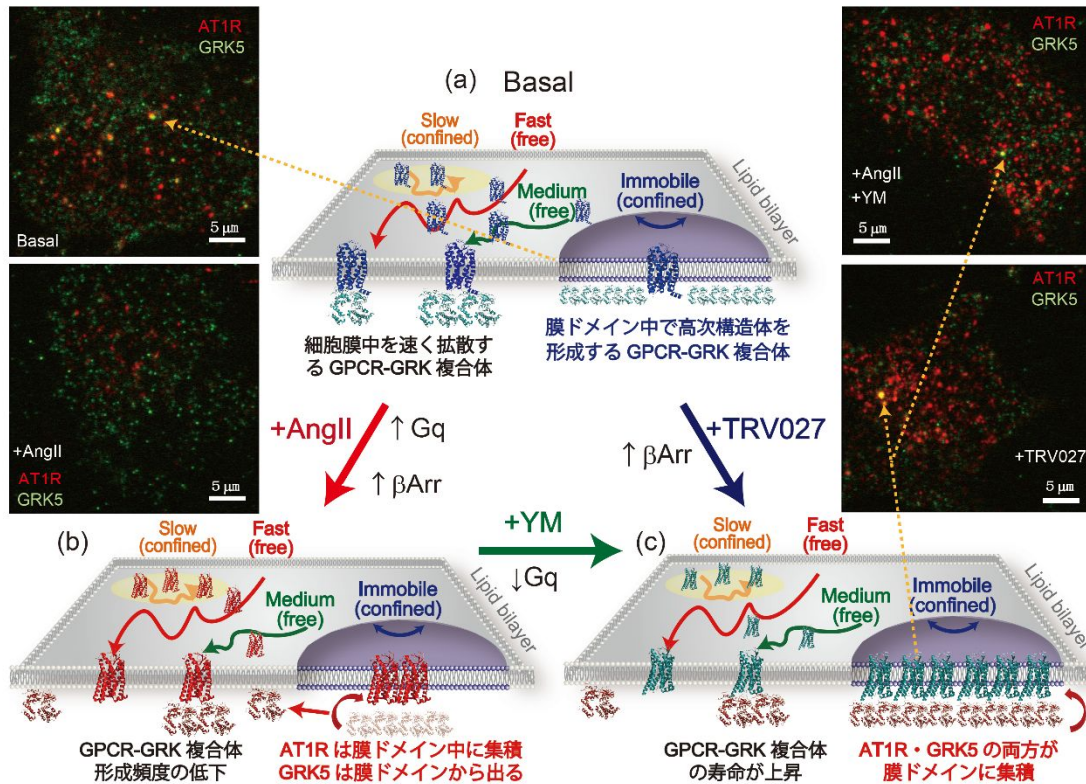 AT1R
GRK5
Basal
5 μm
(a) Basal
Slow
(confined)
Fast
(free)
Medium
(free)
Immobile
(confined)
Lipid bilayer
細胞膜中を速く拡散す
る GPCR-GRK 複合体
膜ドメイン中で高次構造体を
形成する GPCR-GRK 複合体
AT1R
GRK5
+AngII
+YM
5 μm
+AngII
AT1R
GRK5
5 μm
AT1R
GRK5
+TRV027
5 μm
+AngII
↑ Gq
↑ βArr
+TRV027
↑ βArr
+YM
↓Gq
(b)
Slow
(confined)
Fast
(free)
Medium
(free)
Immobile
(confined)
Lipid bilayer
GPCR-GRK 複合体
形成頻度の低下
AT1R は膜ドメイン中に集積
GRK5 は膜ドメインから出る
(c)
Slow
(confined)
Fast
(free)
Medium
(free)
Immobile
(confined)
Lipid bilayer
GPCR-GRK 複合体
の寿命が上昇
AT1R・GRK5 の両方が
膜ドメインに集積